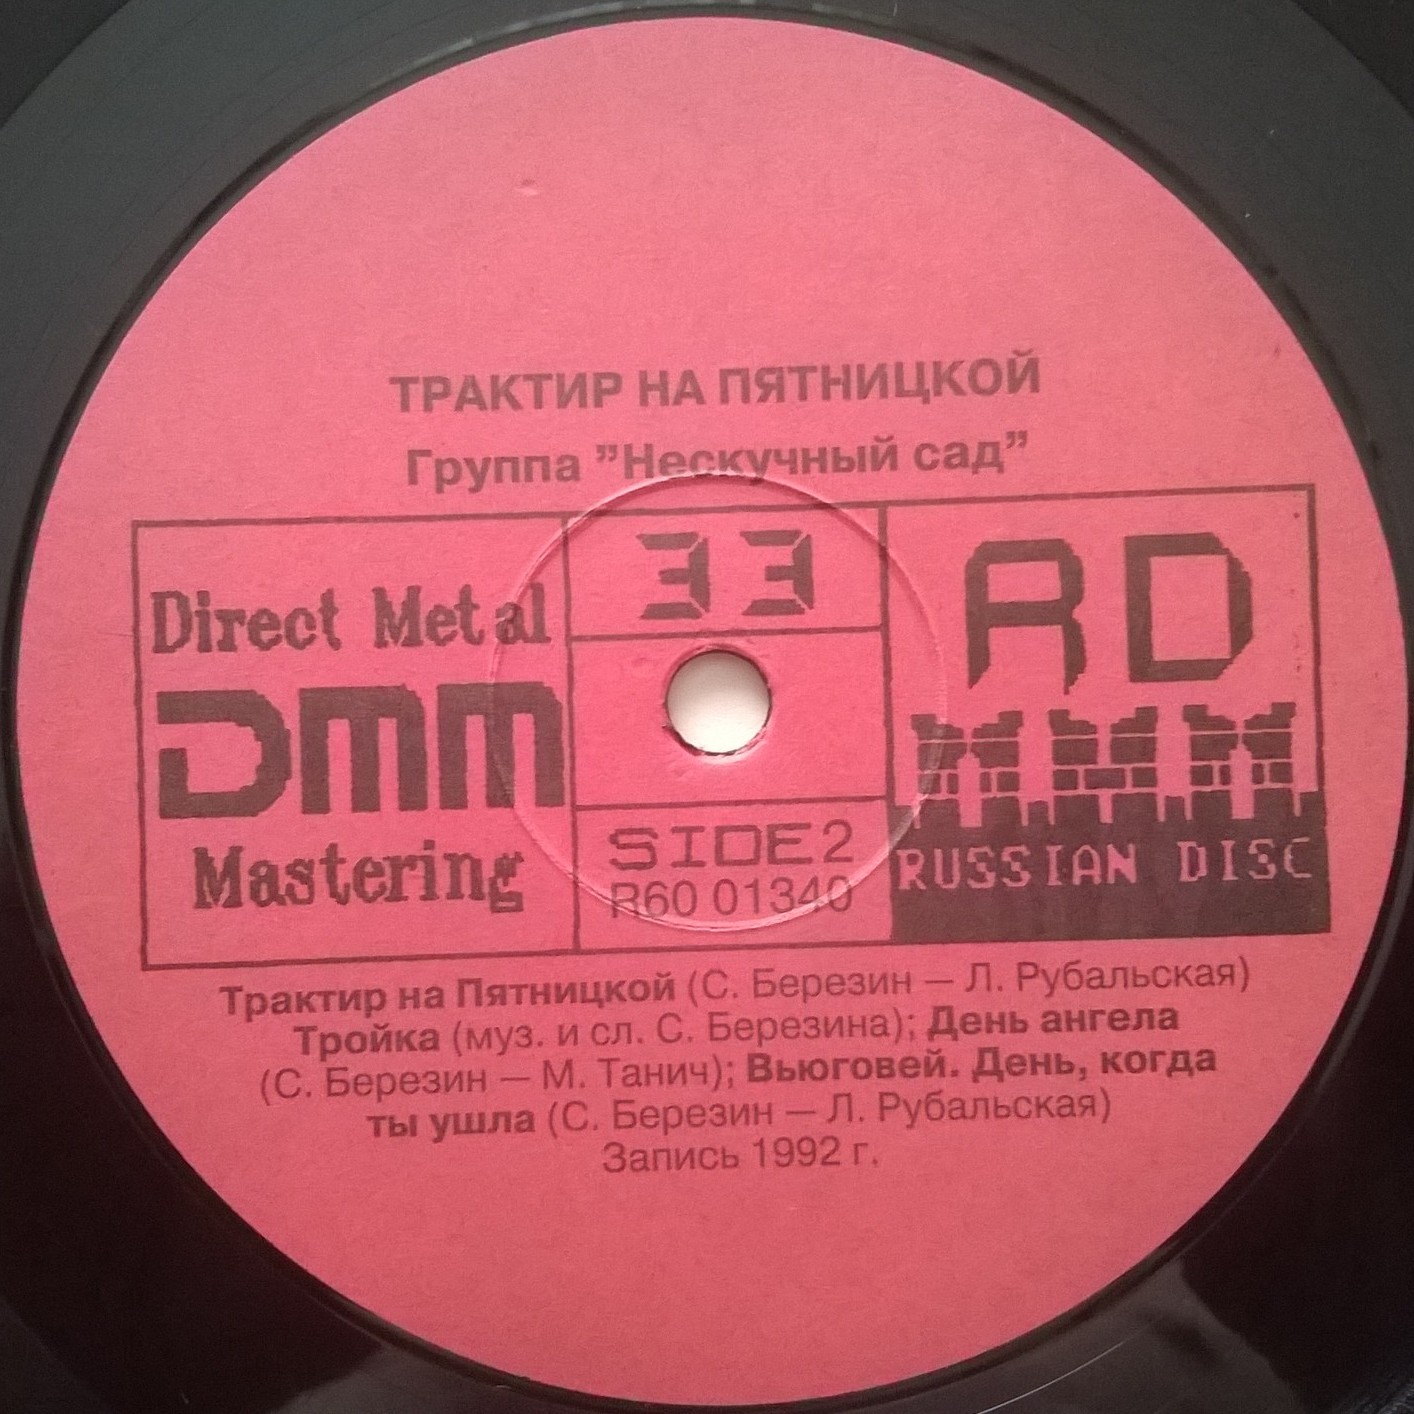 ТРАКТИР НА ПЯТНИЦКОЙ
Группа "Нескучный сад"
Direct Metal
DMM
Mastering
33
SIDE 2
R60 01340
RD
RUSSIAN DISC
Трактир на Пятницкой (С. Березин — Л. Рубальская)
Тройка (муз. и сл. С. Березина); День ангела
(С. Березин — М. Танич); Вьюговей. День, когда
ты ушла (С. Березин — Л. Рубальская)
Запись 1992 г.